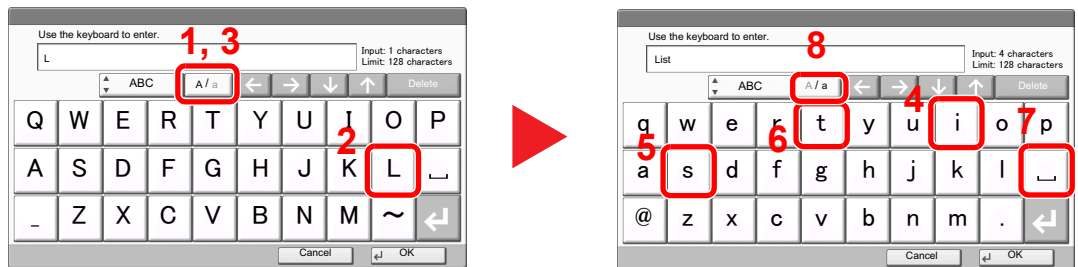 Use the keyboard to enter.
1, 3
L
Input: 1 characters
Limit: 128 characters
ABC
A / a
← → ↓ ↑
Delete
Q W E R T Y U I O P
2
A S D F G H J K L ⎵
_ Z X C V B N M ~ ↵
Cancel
↵ OK
Use the keyboard to enter.
8
List
Input: 4 characters
Limit: 128 characters
ABC
A / a
← → ↓ ↑
Delete
4
q w e r t y u i o p
5
6
7
a s d f g h j k l ⎵
@ z x c v b n m . ↵
Cancel
↵ OK